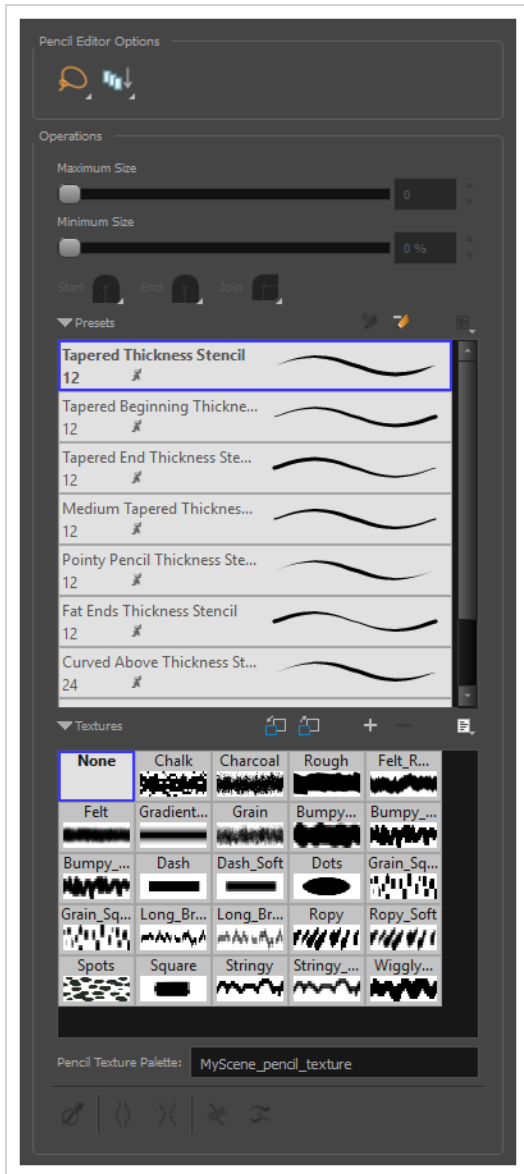 Pencil Editor Options
Operations
Maximum Size
0
Minimum Size
0 %
Start End Join
Presets
Tapered Thickness Stencil
12
Tapered Beginning Thickne...
12
Tapered End Thickness Ste...
12
Medium Tapered Thicknes...
12
Pointy Pencil Thickness Ste...
12
Fat Ends Thickness Stencil
12
Curved Above Thickness St...
24
Textures
None Chalk Charcoal Rough Felt_R...
Felt Gradient... Grain Bumpy... Bumpy_...
Bumpy_... Dash Dash_Soft Dots Grain_Sq...
Grain_Sq... Long_Br... Long_Br... Ropy Ropy_Soft
Spots Square Stringy Stringy_... Wiggly...
Pencil Texture Palette: MyScene_pencil_texture